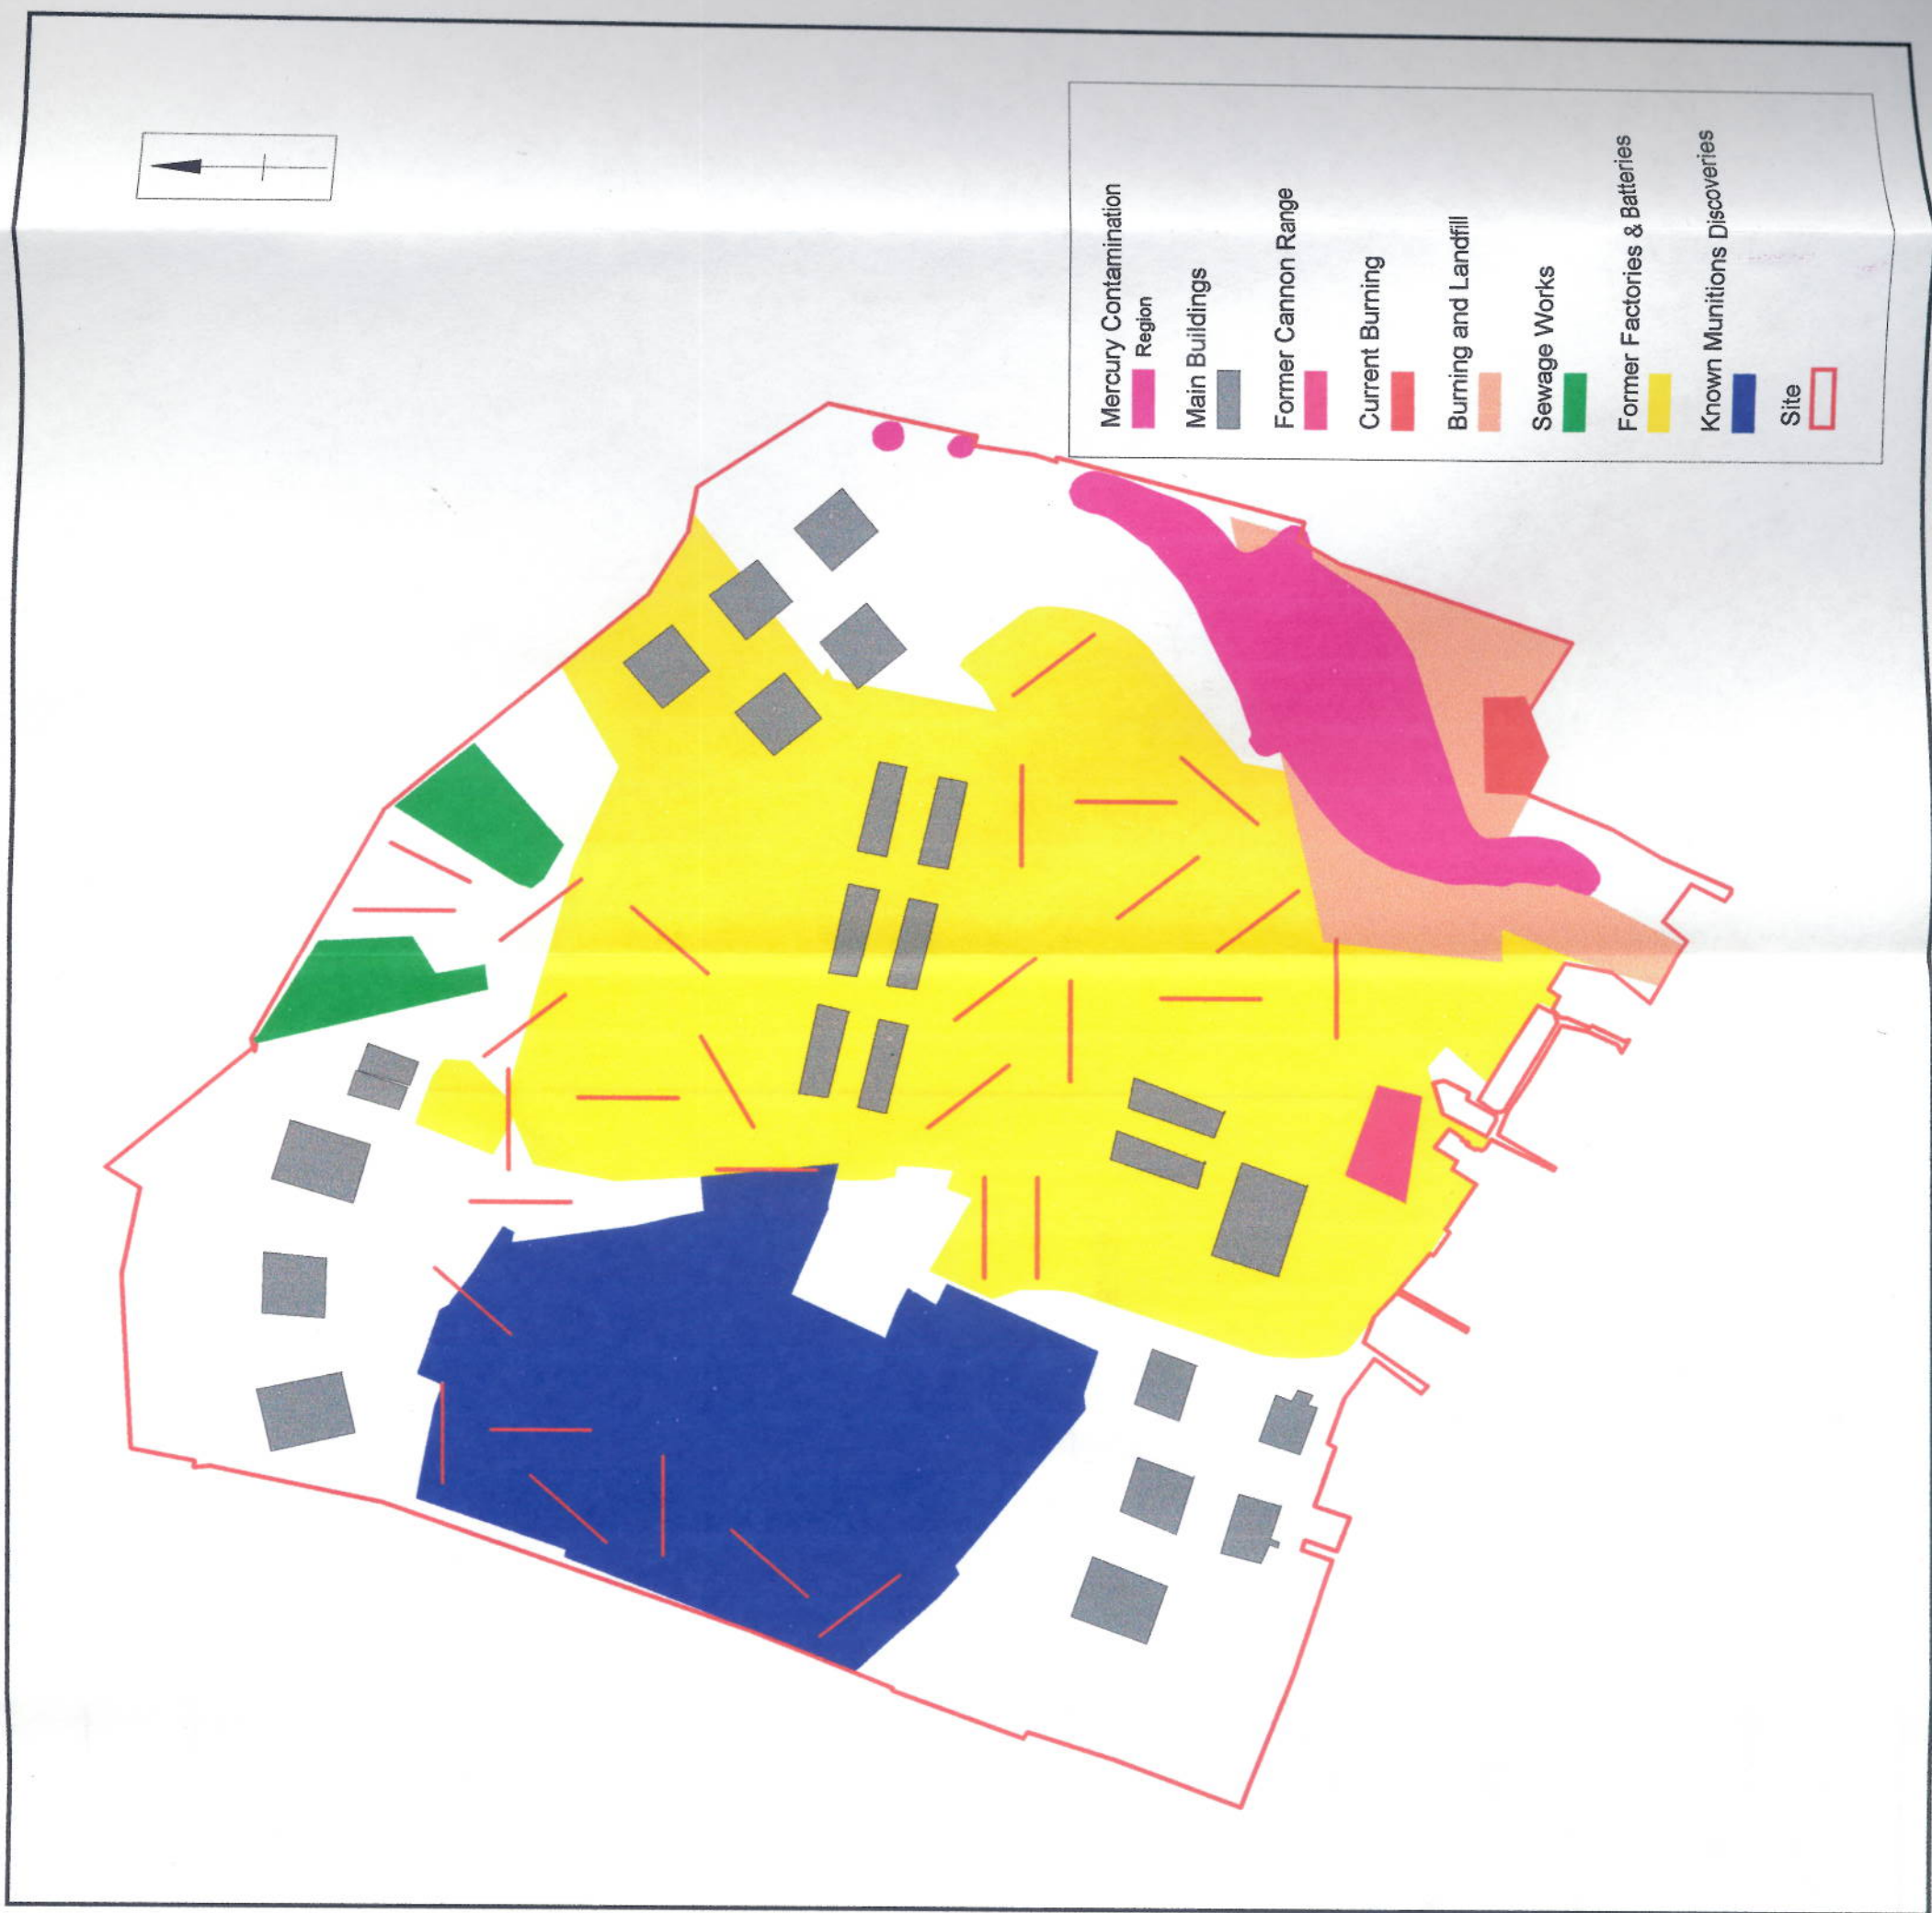 Mercury Contamination
Region
Main Buildings
Former Cannon Range
Current Burning
Burning and Landfill
Sewage Works
Former Factories & Batteries
Known Munitions Discoveries
Site